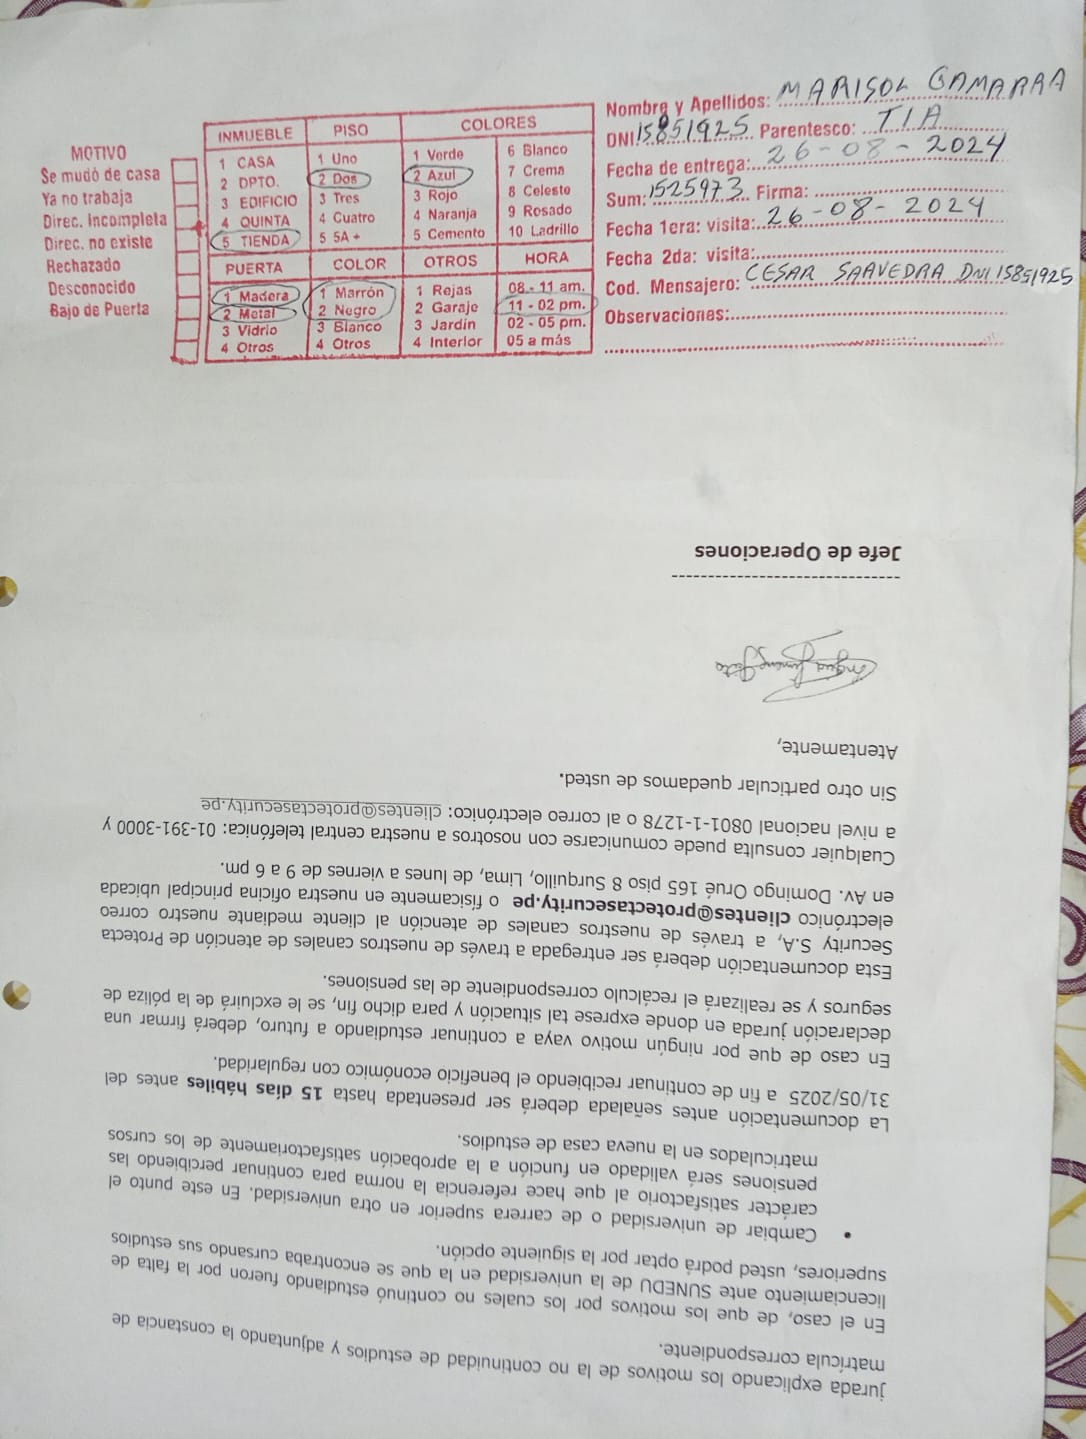 jurada explicando los motivos de la no continuidad de estudios y adjuntando la constancia de
matrícula correspondiente.
En el caso, de que los motivos por los cuales no continuó estudiando fueron por la falta de
licenciamiento ante SUNEDU de la universidad en la que se encontraba cursando sus estudios
superiores, usted podrá optar por la siguiente opción.
• Cambiar de universidad o de carrera superior en otra universidad. En este punto el
carácter satisfactorio al que hace referencia la norma para continuar percibiendo las
pensiones será validado en función a la aprobación satisfactoriamente de los cursos
matriculados en la nueva casa de estudios.
La documentación antes señalada deberá ser presentada hasta 15 días hábiles antes del
31/05/2025 a fin de continuar recibiendo el beneficio económico con regularidad.
En caso de que por ningún motivo vaya a continuar estudiando a futuro, deberá firmar una
declaración jurada en donde exprese tal situación y para dicho fin, se le excluirá de la póliza de
seguros y se realizará el recálculo correspondiente de las pensiones.
Esta documentación deberá ser entregada a través de nuestros canales de atención de Protecta
Security S.A, a través de nuestros canales de atención al cliente mediante nuestro correo
electrónico clientes@protectasecurity.pe o físicamente en nuestra oficina principal ubicada
en Av. Domingo Orué 165 piso 8 Surquillo, Lima, de lunes a viernes de 9 a 6 pm.
Cualquier consulta puede comunicarse con nosotros a nuestra central telefónica: 01-391-3000 y
a nivel nacional 0801-1-1278 o al correo electrónico: clientes@protectasecurity.pe
Sin otro particular quedamos de usted.
Atentamente,
Jefe de Operaciones
MOTIVO
Se mudó de casa
Ya no trabaja
Direc. incompleta
Direc. no existe
Rechazado
Desconocido
Bajo de Puerta
INMUEBLE PISO COLORES
1 CASA 1 Uno 1 Verde 6 Blanco
2 DPTO. 2 Dos 2 Azul 7 Crema
3 EDIFICIO 3 Tres 3 Rojo 8 Celeste
4 QUINTA 4 Cuatro 4 Naranja 9 Rosado
5 TIENDA 5 5A + 5 Cemento 10 Ladrillo
PUERTA COLOR OTROS HORA
1 Madera 1 Marrón 1 Rejas 08 - 11 am.
2 Metal 2 Negro 2 Garaje 11 - 02 pm.
3 Vidrio 3 Blanco 3 Jardín 02 - 05 pm.
4 Otros 4 Otros 4 Interior 05 a más
Nombre y Apellidos: MARISOL GAMARRA
DNI 15851925 Parentesco: TIA
Fecha de entrega: 26-08-2024
Sum: 1525973 Firma:
Fecha 1era: visita: 26-08-2024
Fecha 2da: visita:
Cod. Mensajero: CESAR SAAVEDRA DNI 15851925
Observaciones: